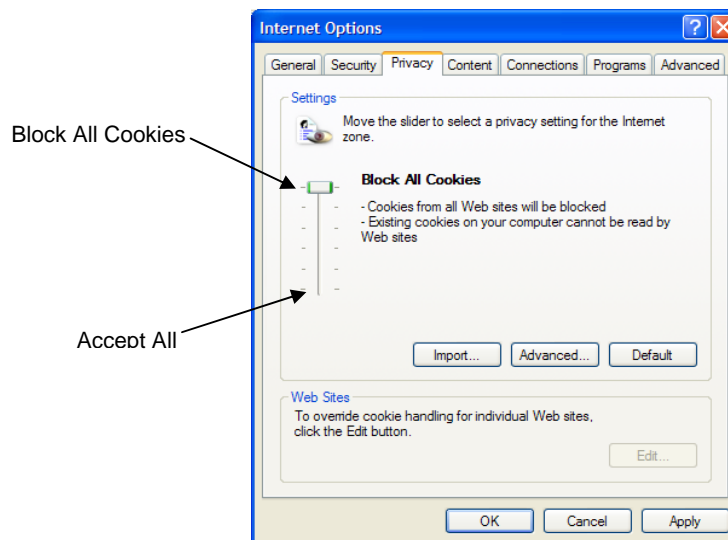 Internet Options
General Security Privacy Content Connections Programs Advanced
Settings
Move the slider to select a privacy setting for the Internet
zone.
Block All Cookies
Block All Cookies
- Cookies from all Web sites will be blocked
- Existing cookies on your computer cannot be read by
Web sites
Accept All
Import... Advanced... Default
Web Sites
To override cookie handling for individual Web sites,
click the Edit button.
Edit...
OK Cancel Apply